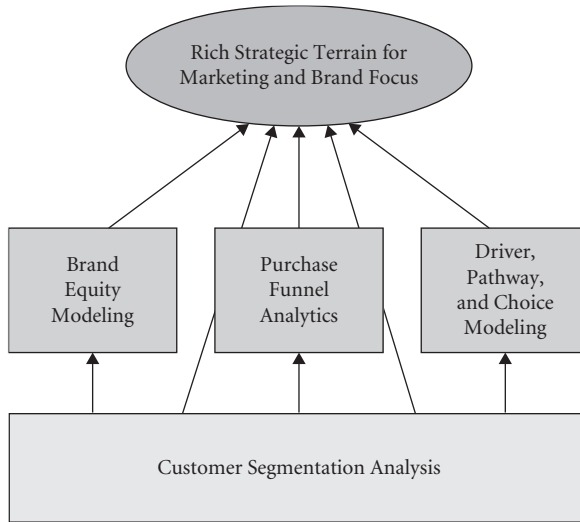 Rich Strategic Terrain for
Marketing and Brand Focus
Brand
Equity
Modeling
Purchase
Funnel
Analytics
Driver,
Pathway,
and Choice
Modeling
Customer Segmentation Analysis